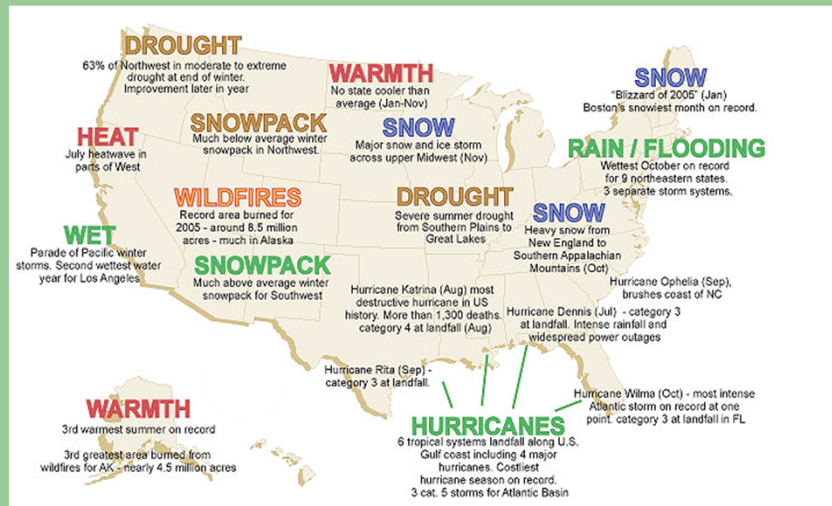 DROUGHT
63% of Northwest in moderate to extreme
drought at end of winter.
Improvement later in year
WARMTH
No state cooler than
average (Jan-Nov)
SNOW
"Blizzard of 2005" (Jan)
Boston's snowiest month on record.
HEAT
July heatwave in
parts of West
SNOWPACK
Much below average winter
snowpack in Northwest.
SNOW
Major snow and ice storm
across upper Midwest (Nov)
RAIN / FLOODING
Wettest October on record
for 9 northeastern states.
3 separate storm systems.
WILDFIRES
Record area burned for
2005 - around 8.5 million
acres - much in Alaska
DROUGHT
Severe summer drought
from Southern Plains to
Great Lakes
SNOW
Heavy snow from
New England to
Southern Appalachian
Mountains (Oct)
WET
Parade of Pacific winter
storms. Second wettest water
year for Los Angeles
SNOWPACK
Much above average winter
snowpack for Southwest
Hurricane Katrina (Aug) most
destructive hurricane in US
history. More than 1,300 deaths.
category 4 at landfall (Aug)
Hurricane Ophelia (Sep),
brushes coast of NC
Hurricane Dennis (Jul) - category 3
at landfall. Intense rainfall and
widespread power outages
Hurricane Rita (Sep) -
category 3 at landfall.
Hurricane Wilma (Oct) - most intense
Atlantic storm on record at one
point. category 3 at landfall in FL
WARMTH
3rd warmest summer on record
3rd greatest area burned from
wildfires for AK - nearly 4.5 million acres
HURRICANES
6 tropical systems landfall along U.S.
Gulf coast including 4 major
hurricanes. Costliest
hurricane season on record.
3 cat. 5 storms for Atlantic Basin